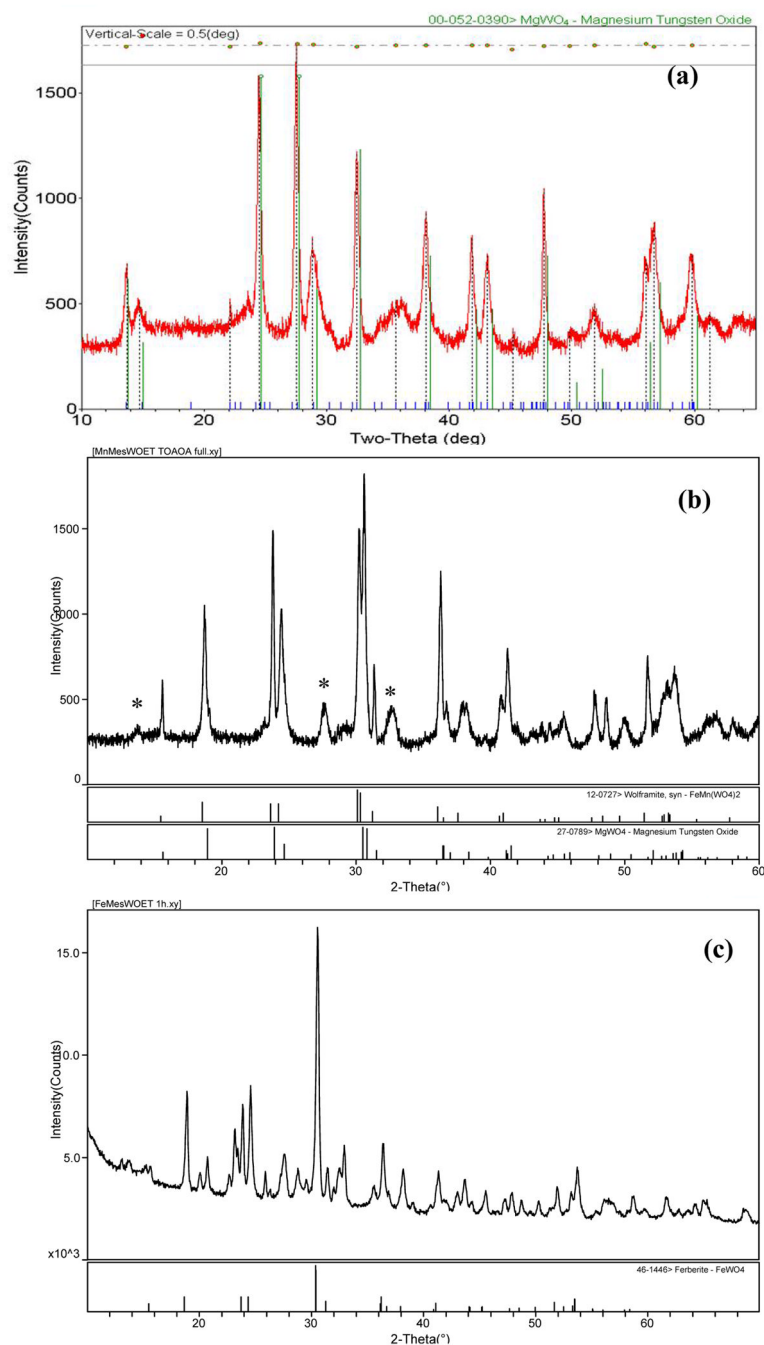 00-052-0390> MgWO₄ - Magnesium Tungsten Oxide
Vertical-Scale = 0.5(deg)
(a)
1500
1000
500
0
Intensity(Counts)
10 20 30 40 50 60
Two-Theta (deg)
[MnMesWOET TOAOA full.xy]
(b)
1500
1000
500
0
Intensity(Counts)
* * *
12-0727> Wolframite, syn - FeMn(WO4)2
27-0789> MgWO4 - Magnesium Tungsten Oxide
20 30 40 50 60
2-Theta(°)
[FeMesWOET 1h.xy]
(c)
15.0
10.0
5.0
x10^3
Intensity(Counts)
46-1446> Ferberite - FeWO4
20 30 40 50 60
2-Theta(°)